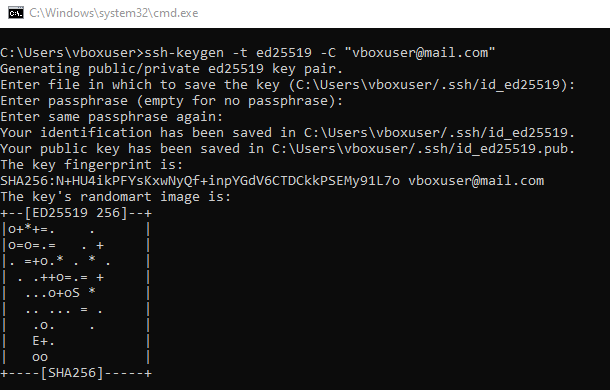 C:\Windows\system32\cmd.exe
C:\Users\vboxuser>ssh-keygen -t ed25519 -C "vboxuser@mail.com"
Generating public/private ed25519 key pair.
Enter file in which to save the key (C:\Users\vboxuser/.ssh/id_ed25519):
Enter passphrase (empty for no passphrase):
Enter same passphrase again:
Your identification has been saved in C:\Users\vboxuser/.ssh/id_ed25519.
Your public key has been saved in C:\Users\vboxuser/.ssh/id_ed25519.pub.
The key fingerprint is:
SHA256:N+HU4ikPFYsKxwNyQf+inpYGdV6CTDCkkPSEMy91L7o vboxuser@mail.com
The key's randomart image is:
+--[ED25519 256]--+
|o+*+=.    .      |
|o=o=.=   . +     |
|. =+o.* . * .    |
| . .++o=.= +     |
|  ...o+oS *      |
|  .. ... = .     |
|   .o.    .      |
|   E+.           |
|   oo            |
+----[SHA256]-----+